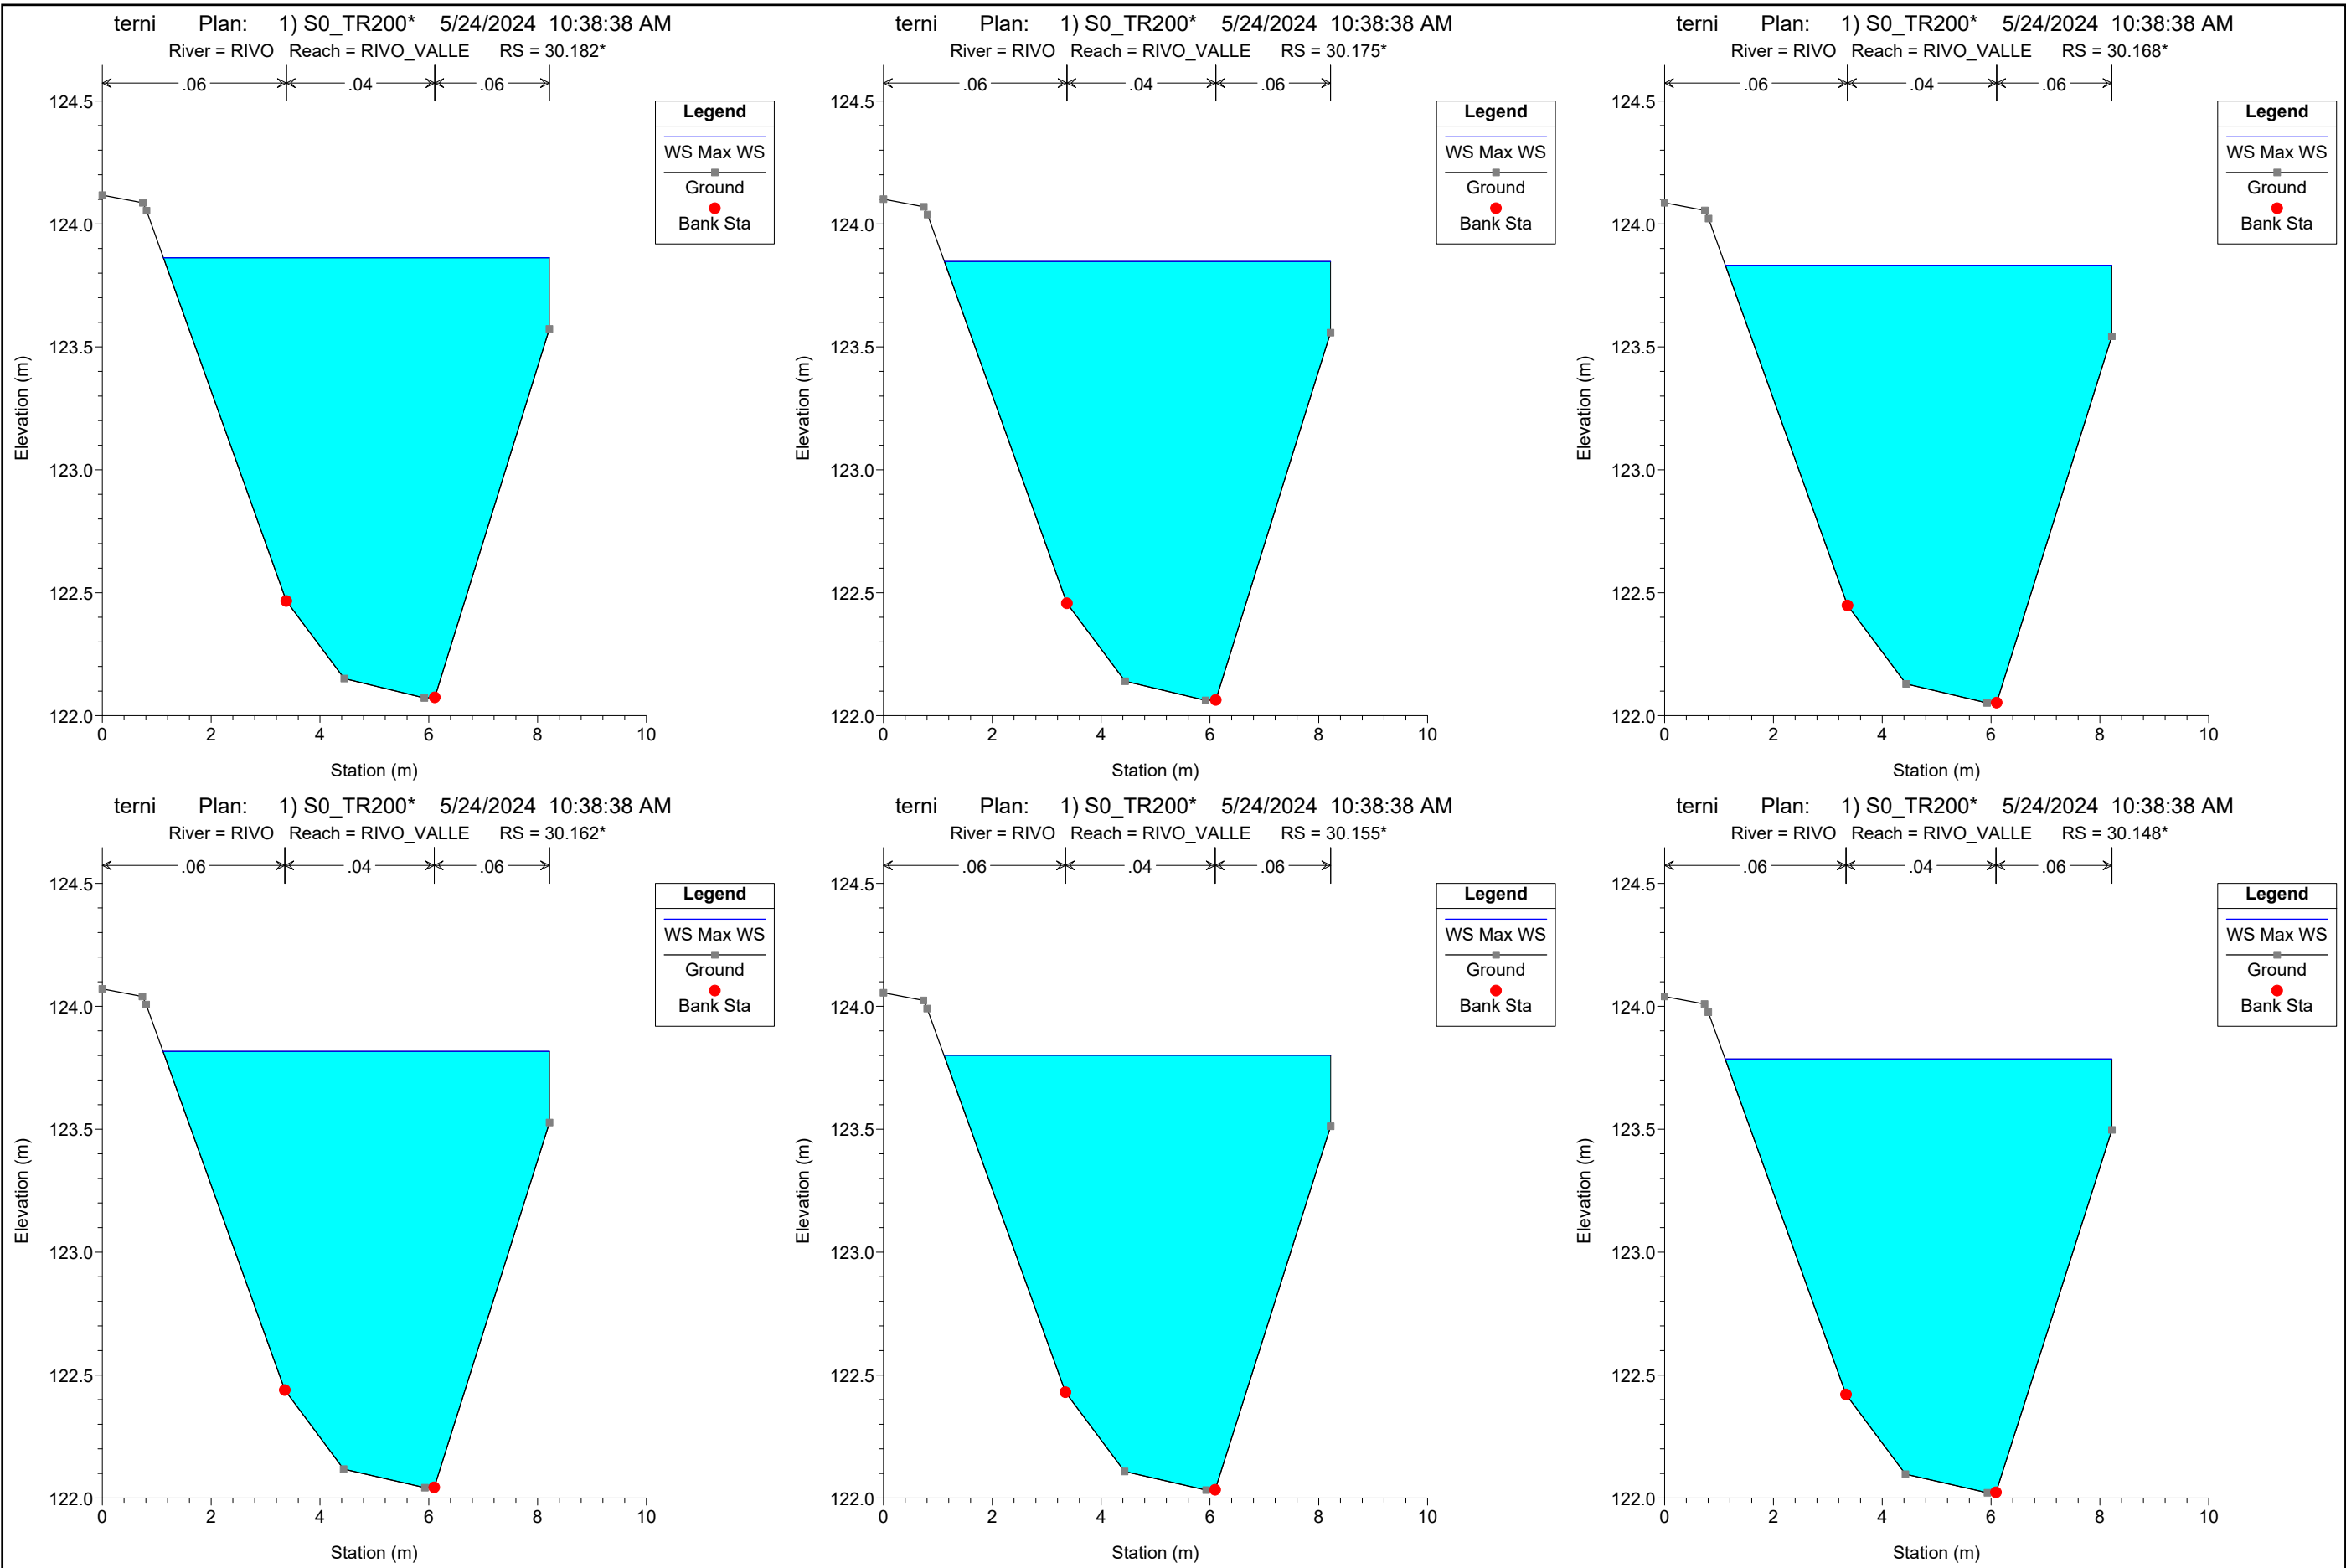 terni Plan: 1) S0_TR200* 5/24/2024 10:38:38 AM
River = RIVO Reach = RIVO_VALLE RS = 30.182*
.06 .04 .06
124.5
124.0
123.5
123.0
122.5
122.0
0 2 4 6 8 10
Station (m)
Elevation (m)
Legend
WS Max WS
Ground
Bank Sta
terni Plan: 1) S0_TR200* 5/24/2024 10:38:38 AM
River = RIVO Reach = RIVO_VALLE RS = 30.175*
.06 .04 .06
124.5
124.0
123.5
123.0
122.5
122.0
0 2 4 6 8 10
Station (m)
Elevation (m)
Legend
WS Max WS
Ground
Bank Sta
terni Plan: 1) S0_TR200* 5/24/2024 10:38:38 AM
River = RIVO Reach = RIVO_VALLE RS = 30.168*
.06 .04 .06
124.5
124.0
123.5
123.0
122.5
122.0
0 2 4 6 8 10
Station (m)
Elevation (m)
Legend
WS Max WS
Ground
Bank Sta
terni Plan: 1) S0_TR200* 5/24/2024 10:38:38 AM
River = RIVO Reach = RIVO_VALLE RS = 30.162*
.06 .04 .06
124.5
124.0
123.5
123.0
122.5
122.0
0 2 4 6 8 10
Station (m)
Elevation (m)
Legend
WS Max WS
Ground
Bank Sta
terni Plan: 1) S0_TR200* 5/24/2024 10:38:38 AM
River = RIVO Reach = RIVO_VALLE RS = 30.155*
.06 .04 .06
124.5
124.0
123.5
123.0
122.5
122.0
0 2 4 6 8 10
Station (m)
Elevation (m)
Legend
WS Max WS
Ground
Bank Sta
terni Plan: 1) S0_TR200* 5/24/2024 10:38:38 AM
River = RIVO Reach = RIVO_VALLE RS = 30.148*
.06 .04 .06
124.5
124.0
123.5
123.0
122.5
122.0
0 2 4 6 8 10
Station (m)
Elevation (m)
Legend
WS Max WS
Ground
Bank Sta